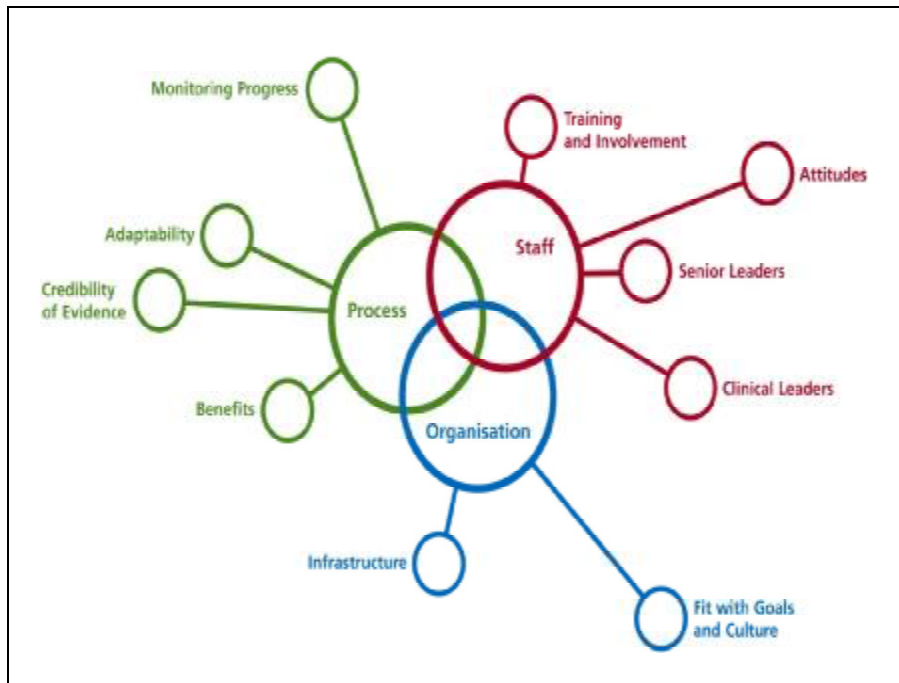 Monitoring Progress
Training
and Involvement
Attitudes
Adaptability
Staff
Senior Leaders
Credibility
of Evidence
Process
Clinical Leaders
Benefits
Organisation
Infrastructure
Fit with Goals
and Culture